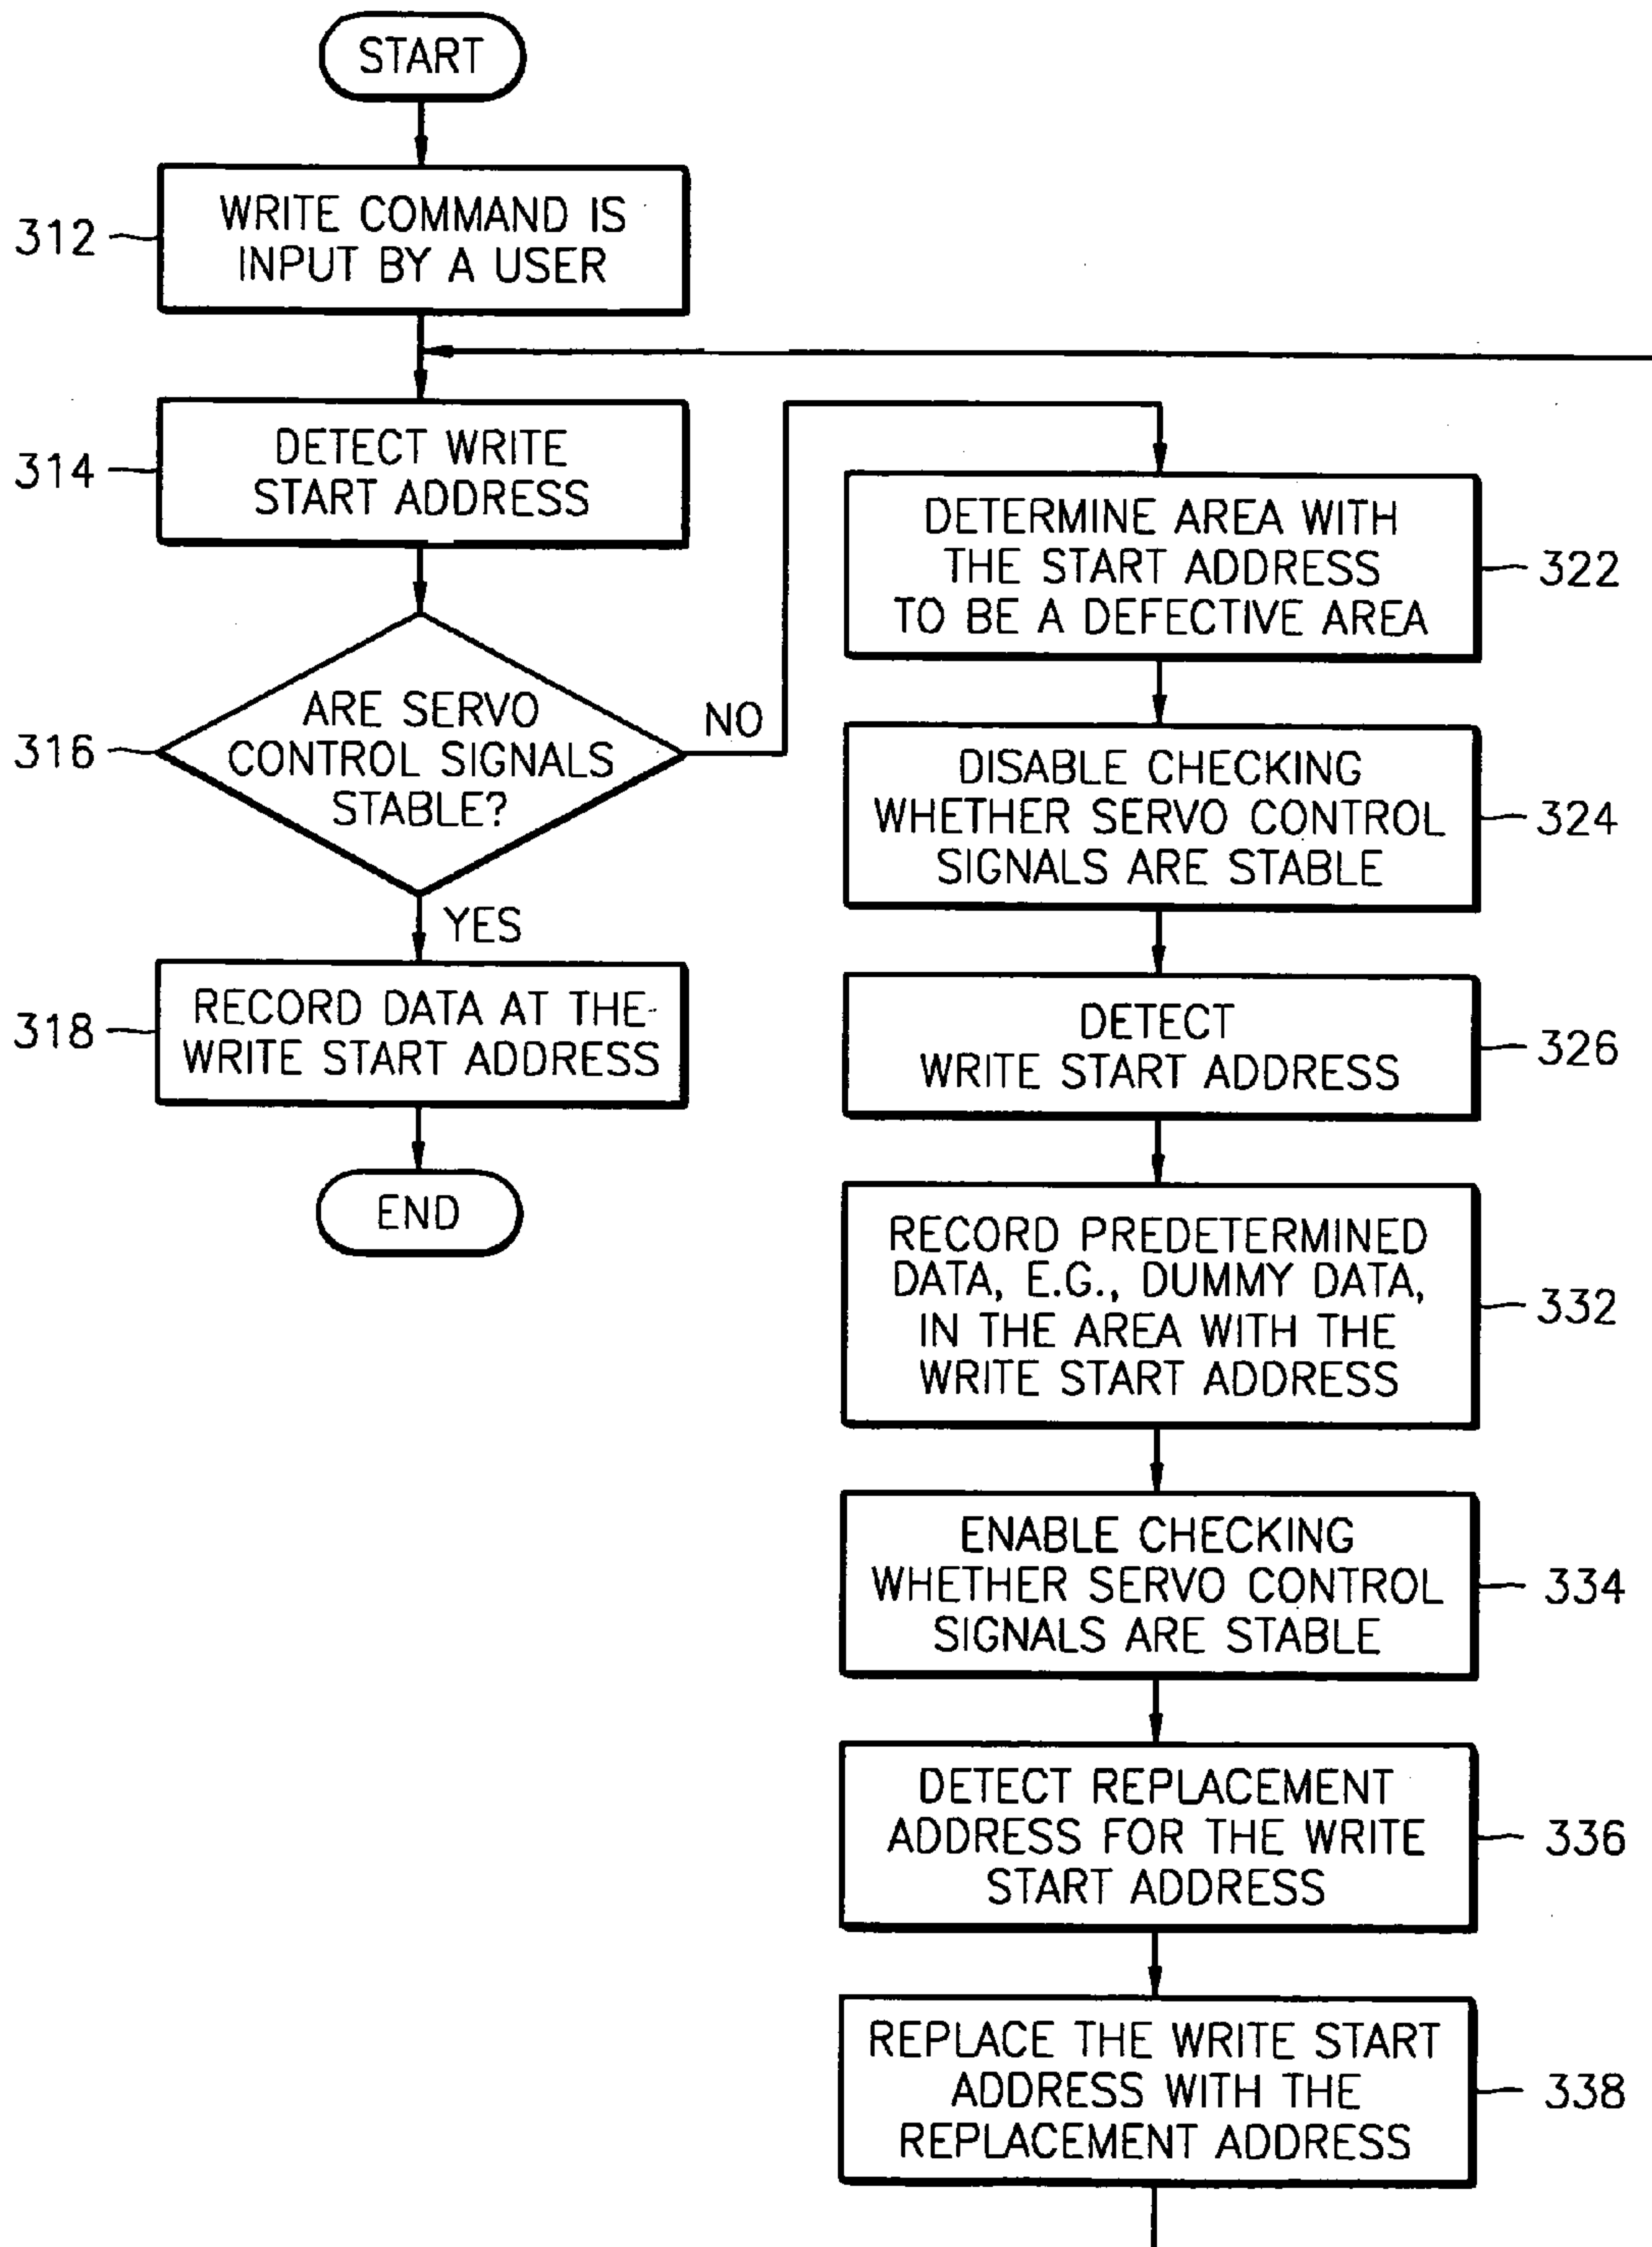 START
312
WRITE COMMAND IS
INPUT BY A USER
314
DETECT WRITE
START ADDRESS
316
ARE SERVO
CONTROL SIGNALS
STABLE?
NO
YES
318
RECORD DATA AT THE
WRITE START ADDRESS
END
DETERMINE AREA WITH
THE START ADDRESS
TO BE A DEFECTIVE AREA
322
DISABLE CHECKING
WHETHER SERVO CONTROL
SIGNALS ARE STABLE
324
DETECT
WRITE START ADDRESS
326
RECORD PREDETERMINED
DATA, E.G., DUMMY DATA,
IN THE AREA WITH THE
WRITE START ADDRESS
332
ENABLE CHECKING
WHETHER SERVO CONTROL
SIGNALS ARE STABLE
334
DETECT REPLACEMENT
ADDRESS FOR THE WRITE
START ADDRESS
336
REPLACE THE WRITE START
ADDRESS WITH THE
REPLACEMENT ADDRESS
338